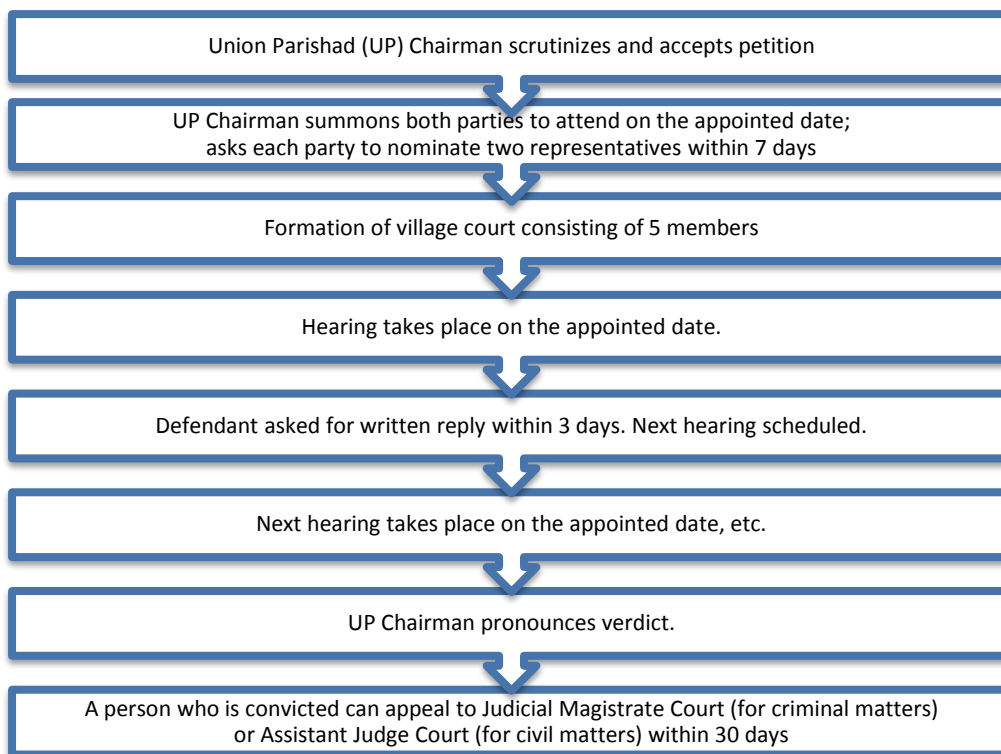 Union Parishad (UP) Chairman scrutinizes and accepts petition
UP Chairman summons both parties to attend on the appointed date;
asks each party to nominate two representatives within 7 days
Formation of village court consisting of 5 members
Hearing takes place on the appointed date.
Defendant asked for written reply within 3 days. Next hearing scheduled.
Next hearing takes place on the appointed date, etc.
UP Chairman pronounces verdict.
A person who is convicted can appeal to Judicial Magistrate Court (for criminal matters)
or Assistant Judge Court (for civil matters) within 30 days